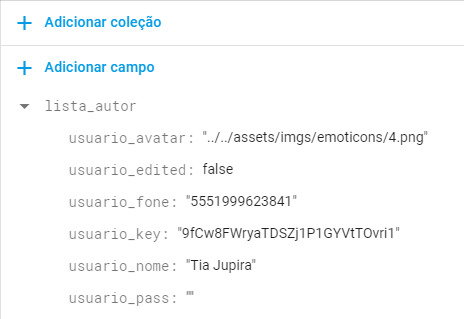 Adicionar coleção
Adicionar campo
lista_autor
usuario_avatar: "../../assets/imgs/emoticons/4.png"
usuario_edited: false
usuario_fone: "5551999623841"
usuario_key: "9fCw8FWryaTDSZj1P1GYVtTOvri1"
usuario_nome: "Tia Jupira"
usuario_pass: ""